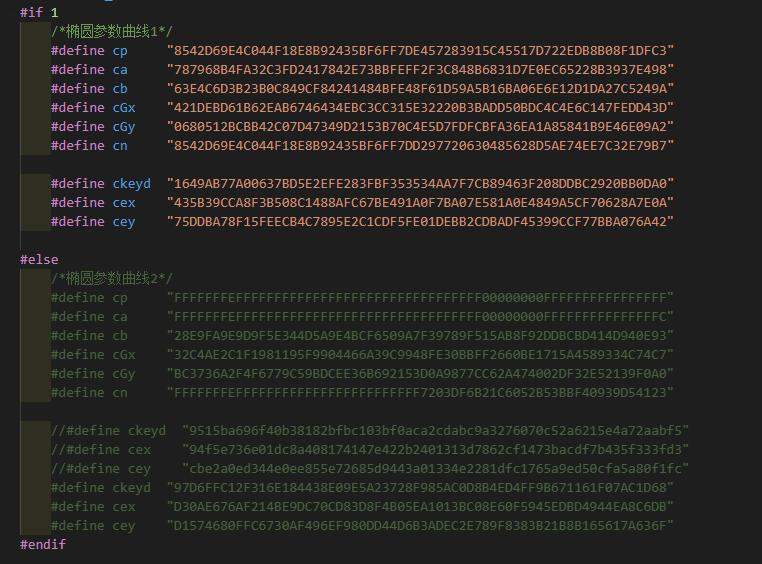 #if 1
/*椭圆参数曲线1*/
#define cp "8542D69E4C044F18E8B92435BF6FF7DE457283915C45517D722EDB8B08F1DFC3"
#define ca "787968B4FA32C3FD2417842E73BBFEFF2F3C848B6831D7E0EC65228B3937E498"
#define cb "63E4C6D3B23B0C849CF84241484BFE48F61D59A5B16BA06E6E12D1DA27C5249A"
#define cGx "421DEBD61B62EAB6746434EBC3CC315E32220B3BADD50BDC4C4E6C147FEDD43D"
#define cGy "0680512BCBB42C07D47349D2153B70C4E5D7FDFCBFA36EA1A85841B9E46E09A2"
#define cn "8542D69E4C044F18E8B92435BF6FF7DD297720630485628D5AE74EE7C32E79B7"
#define ckeyd "1649AB77A00637BD5E2EFE283FBF353534AA7F7CB89463F208DDBC2920BB0DA0"
#define cex "435B39CCA8F3B508C1488AFC67BE491A0F7BA07E581A0E4849A5CF70628A7E0A"
#define cey "75DDBA78F15FEECB4C7895E2C1CDF5FE01DEBB2CDBADF45399CCF77BBA076A42"
#else
/*椭圆参数曲线2*/
#define cp "FFFFFFFEFFFFFFFFFFFFFFFFFFFFFFFFFFFFFFFF00000000FFFFFFFFFFFFFFFF"
#define ca "FFFFFFFEFFFFFFFFFFFFFFFFFFFFFFFFFFFFFFFF00000000FFFFFFFFFFFFFFFC"
#define cb "28E9FA9E9D9F5E344D5A9E4BCF6509A7F39789F515AB8F92DDBCBD414D940E93"
#define cGx "32C4AE2C1F1981195F9904466A39C9948FE30BBFF2660BE1715A4589334C74C7"
#define cGy "BC3736A2F4F6779C59BDCEE36B692153D0A9877CC62A474002DF32E52139F0A0"
#define cn "FFFFFFFEFFFFFFFFFFFFFFFFFFFFFFFF7203DF6B21C6052B53BBF40939D54123"
//#define ckeyd "9515ba696f40b38182bfbc103bf0aca2cdabc9a3276070c52a6215e4a72aabf5"
//#define cex "94f5e736e01dc8a408174147e422b2401313d7862cf1473bacdf7b435f333fd3"
//#define cey "cbe2a0ed344e0ee855e72685d9443a01334e2281dfc1765a9ed50cfa5a80f1fc"
#define ckeyd "97D6FFC12F316E184438E09E5A23728F985AC0D8B4ED4FF9B671161F07AC1D68"
#define cex "D30AE676AF214BE9DC70CD83D8F4B05EA1013BC08E60F5945EDBD4944EA8C6DB"
#define cey "D1574680FFC6730AF496EF980DD44D6B3ADEC2E789F8383B21B8B165617A636F"
#endif